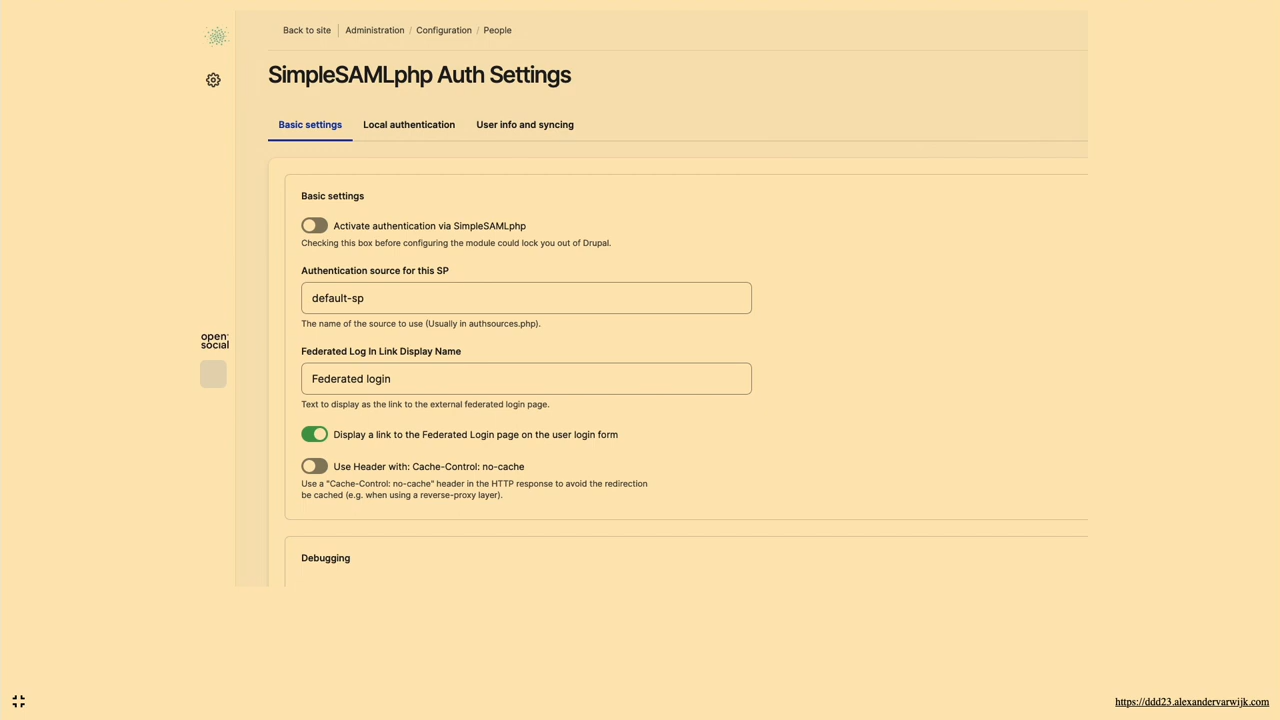 Back to site Administration / Configuration / People
SimpleSAMLphp Auth Settings
Basic settings Local authentication User info and syncing
Basic settings
Activate authentication via SimpleSAMLphp
Checking this box before configuring the module could lock you out of Drupal.
Authentication source for this SP
default-sp
The name of the source to use (Usually in authsources.php).
Federated Log In Link Display Name
Federated login
Text to display as the link to the external federated login page.
Display a link to the Federated Login page on the user login form
Use Header with: Cache-Control: no-cache
Use a "Cache-Control: no-cache" header in the HTTP response to avoid the redirection
be cached (e.g. when using a reverse-proxy layer).
Debugging
open
social
https://ddd23.alexandervarwijk.com